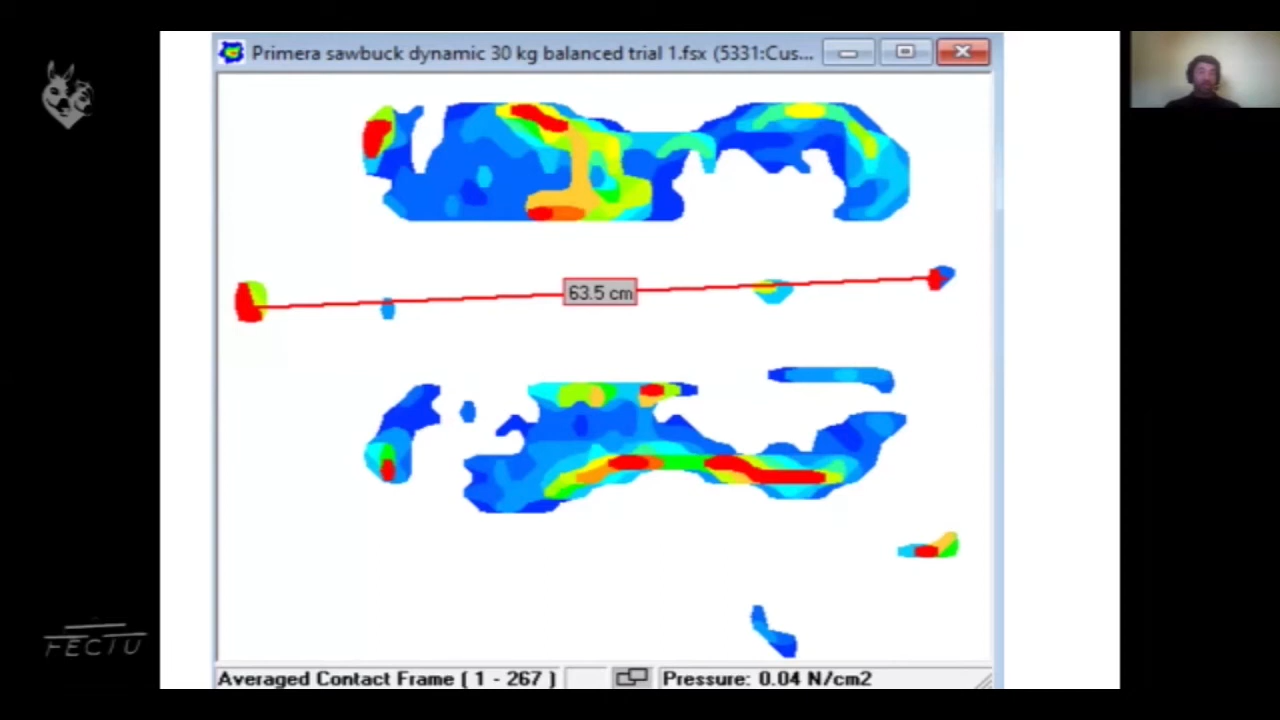 Primera sawbuck dynamic 30 kg balanced trial 1.fsx (5331:Cus...
63.5 cm
FECTU
Averaged Contact Frame ( 1 - 267 )
Pressure: 0.04 N/cm2